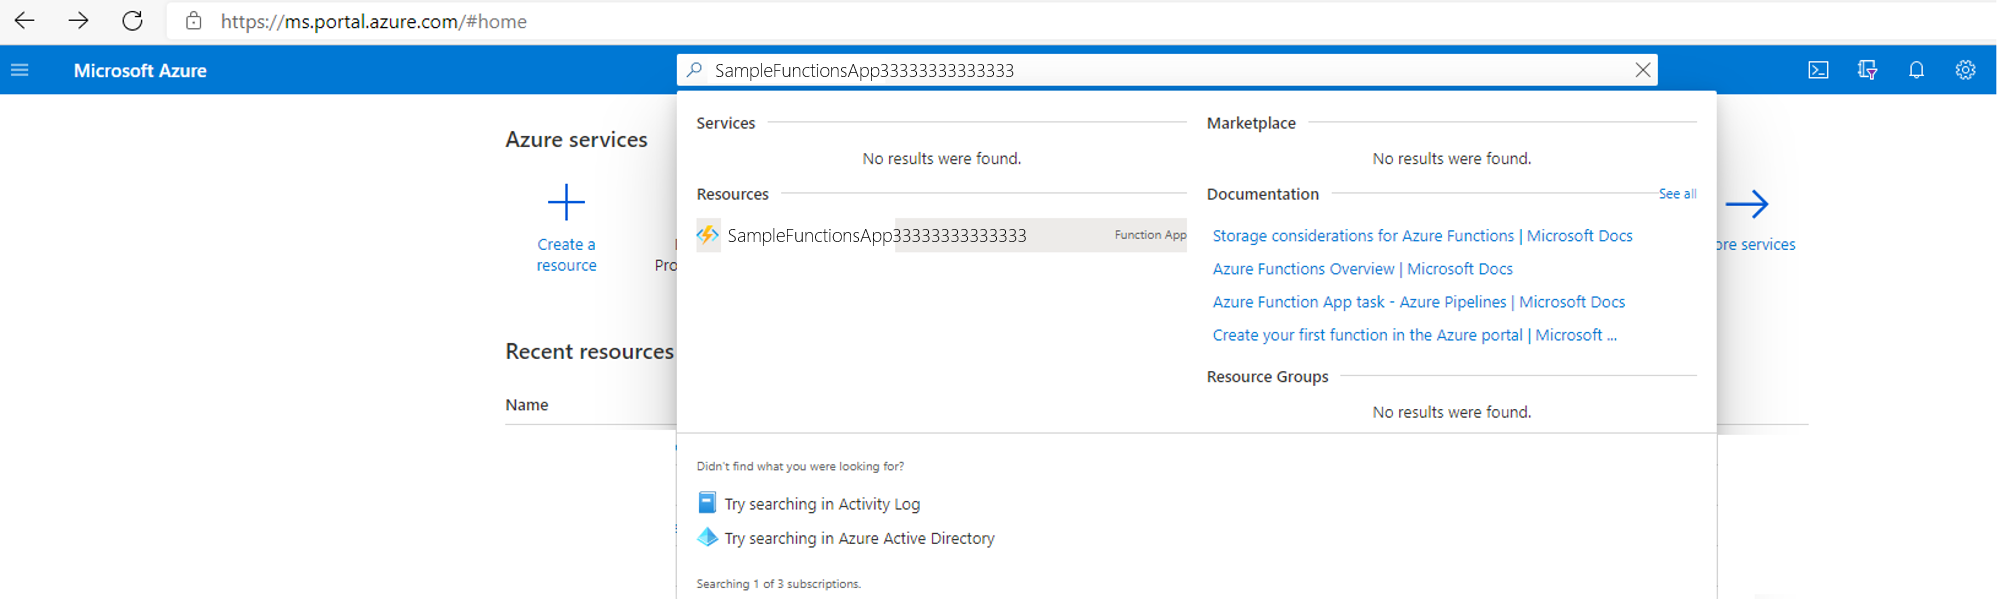 https://ms.portal.azure.com/#home
Microsoft Azure
SampleFunctionsApp33333333333333
Azure services
Create a
resource
Pro
ore services
Recent resources
Name
Services
No results were found.
Resources
SampleFunctionsApp33333333333333 Function App
Marketplace
No results were found.
Documentation See all
Storage considerations for Azure Functions | Microsoft Docs
Azure Functions Overview | Microsoft Docs
Azure Function App task - Azure Pipelines | Microsoft Docs
Create your first function in the Azure portal | Microsoft ...
Resource Groups
No results were found.
Didn't find what you were looking for?
Try searching in Activity Log
Try searching in Azure Active Directory
Searching 1 of 3 subscriptions.